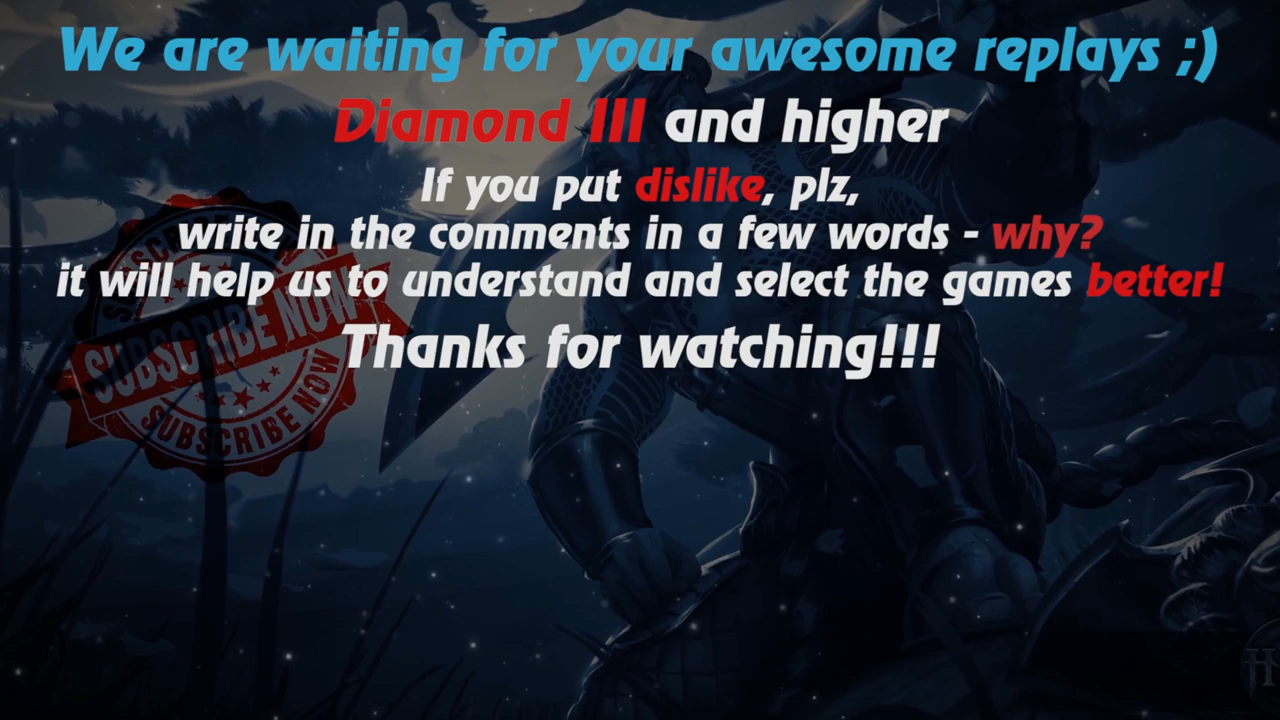 We are waiting for your awesome replays ;)
Diamond III and higher
If you put dislike, plz,
write in the comments in a few words - why?
it will help us to understand and select the games better!
Thanks for watching!!!
SUBSCRIBE NOW
SUBSCRIBE NOW
SUBSCRIBE NOW